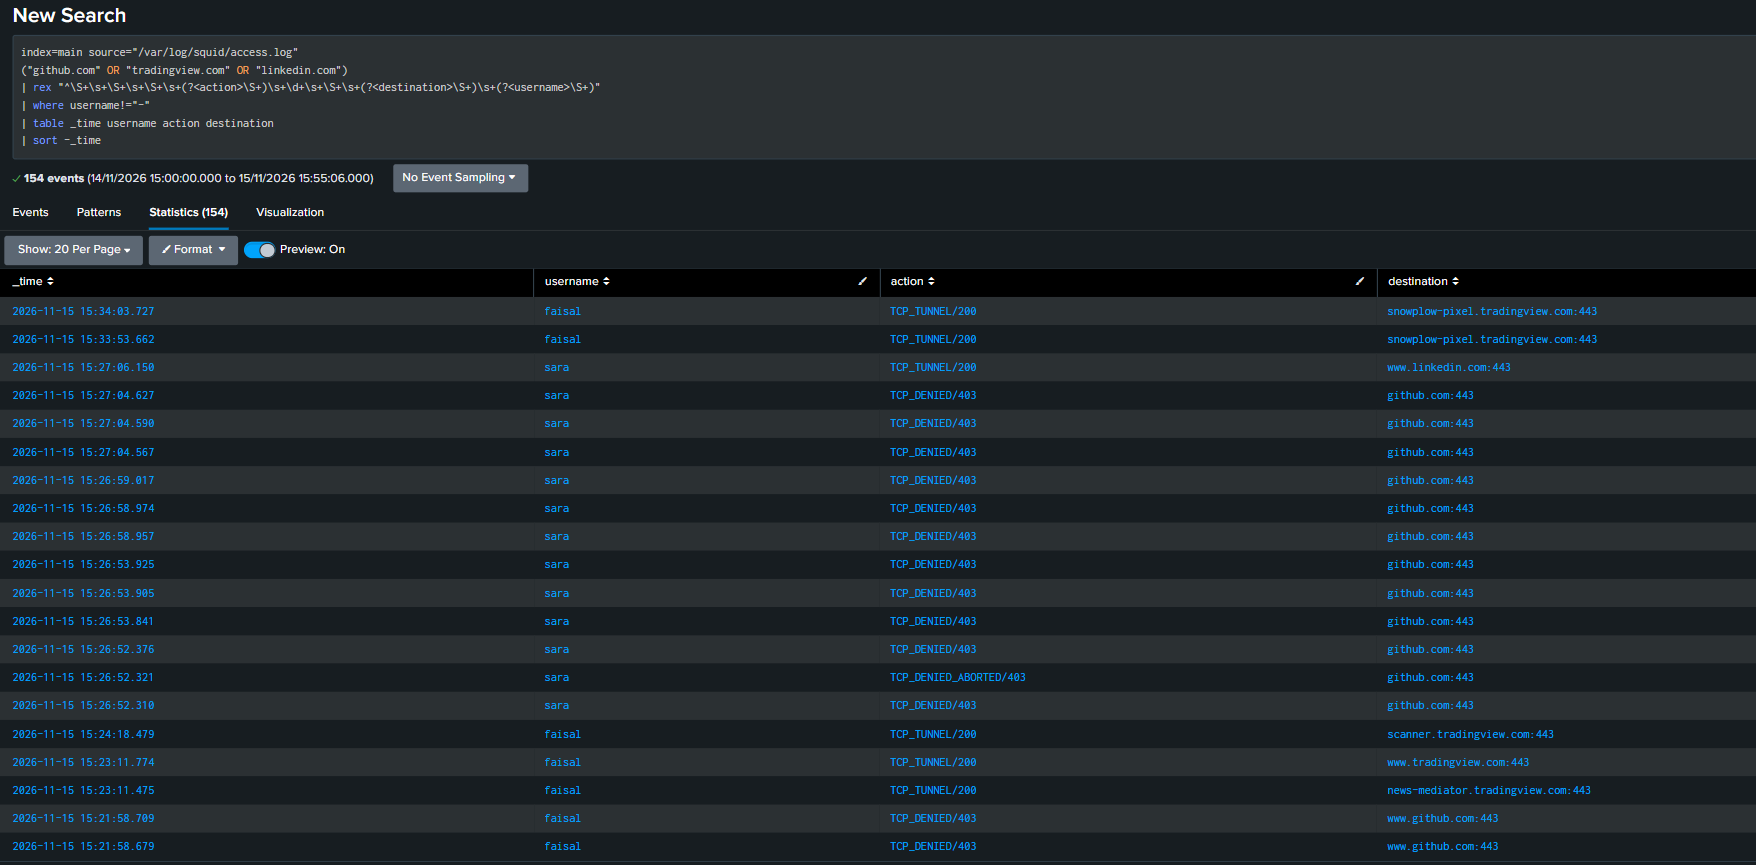 New Search
index=main source="/var/log/squid/access.log"
("github.com" OR "tradingview.com" OR "linkedin.com")
| rex "^\S+\s+\S+\s+\S+\s+(?<action>\S+)\s+\d+\s+\S+\s+(?<destination>\S+)\s+(?<username>\S+)"
| where username!="-"
| table _time username action destination
| sort -_time
154 events (14/11/2026 15:00:00.000 to 15/11/2026 15:55:06.000) No Event Sampling
Events Patterns Statistics (154) Visualization
Show: 20 Per Page Format Preview: On
_time username action destination
2026-11-15 15:34:03.727 faisal TCP_TUNNEL/200 snowplow-pixel.tradingview.com:443
2026-11-15 15:33:53.662 faisal TCP_TUNNEL/200 snowplow-pixel.tradingview.com:443
2026-11-15 15:27:06.150 sara TCP_TUNNEL/200 www.linkedin.com:443
2026-11-15 15:27:04.627 sara TCP_DENIED/403 github.com:443
2026-11-15 15:27:04.590 sara TCP_DENIED/403 github.com:443
2026-11-15 15:27:04.567 sara TCP_DENIED/403 github.com:443
2026-11-15 15:26:59.017 sara TCP_DENIED/403 github.com:443
2026-11-15 15:26:58.974 sara TCP_DENIED/403 github.com:443
2026-11-15 15:26:58.957 sara TCP_DENIED/403 github.com:443
2026-11-15 15:26:53.925 sara TCP_DENIED/403 github.com:443
2026-11-15 15:26:53.905 sara TCP_DENIED/403 github.com:443
2026-11-15 15:26:53.841 sara TCP_DENIED/403 github.com:443
2026-11-15 15:26:52.376 sara TCP_DENIED/403 github.com:443
2026-11-15 15:26:52.321 sara TCP_DENIED_ABORTED/403 github.com:443
2026-11-15 15:26:52.310 sara TCP_DENIED/403 github.com:443
2026-11-15 15:24:18.479 faisal TCP_TUNNEL/200 scanner.tradingview.com:443
2026-11-15 15:23:11.774 faisal TCP_TUNNEL/200 www.tradingview.com:443
2026-11-15 15:23:11.475 faisal TCP_TUNNEL/200 news-mediator.tradingview.com:443
2026-11-15 15:21:58.709 faisal TCP_DENIED/403 www.github.com:443
2026-11-15 15:21:58.679 faisal TCP_DENIED/403 www.github.com:443